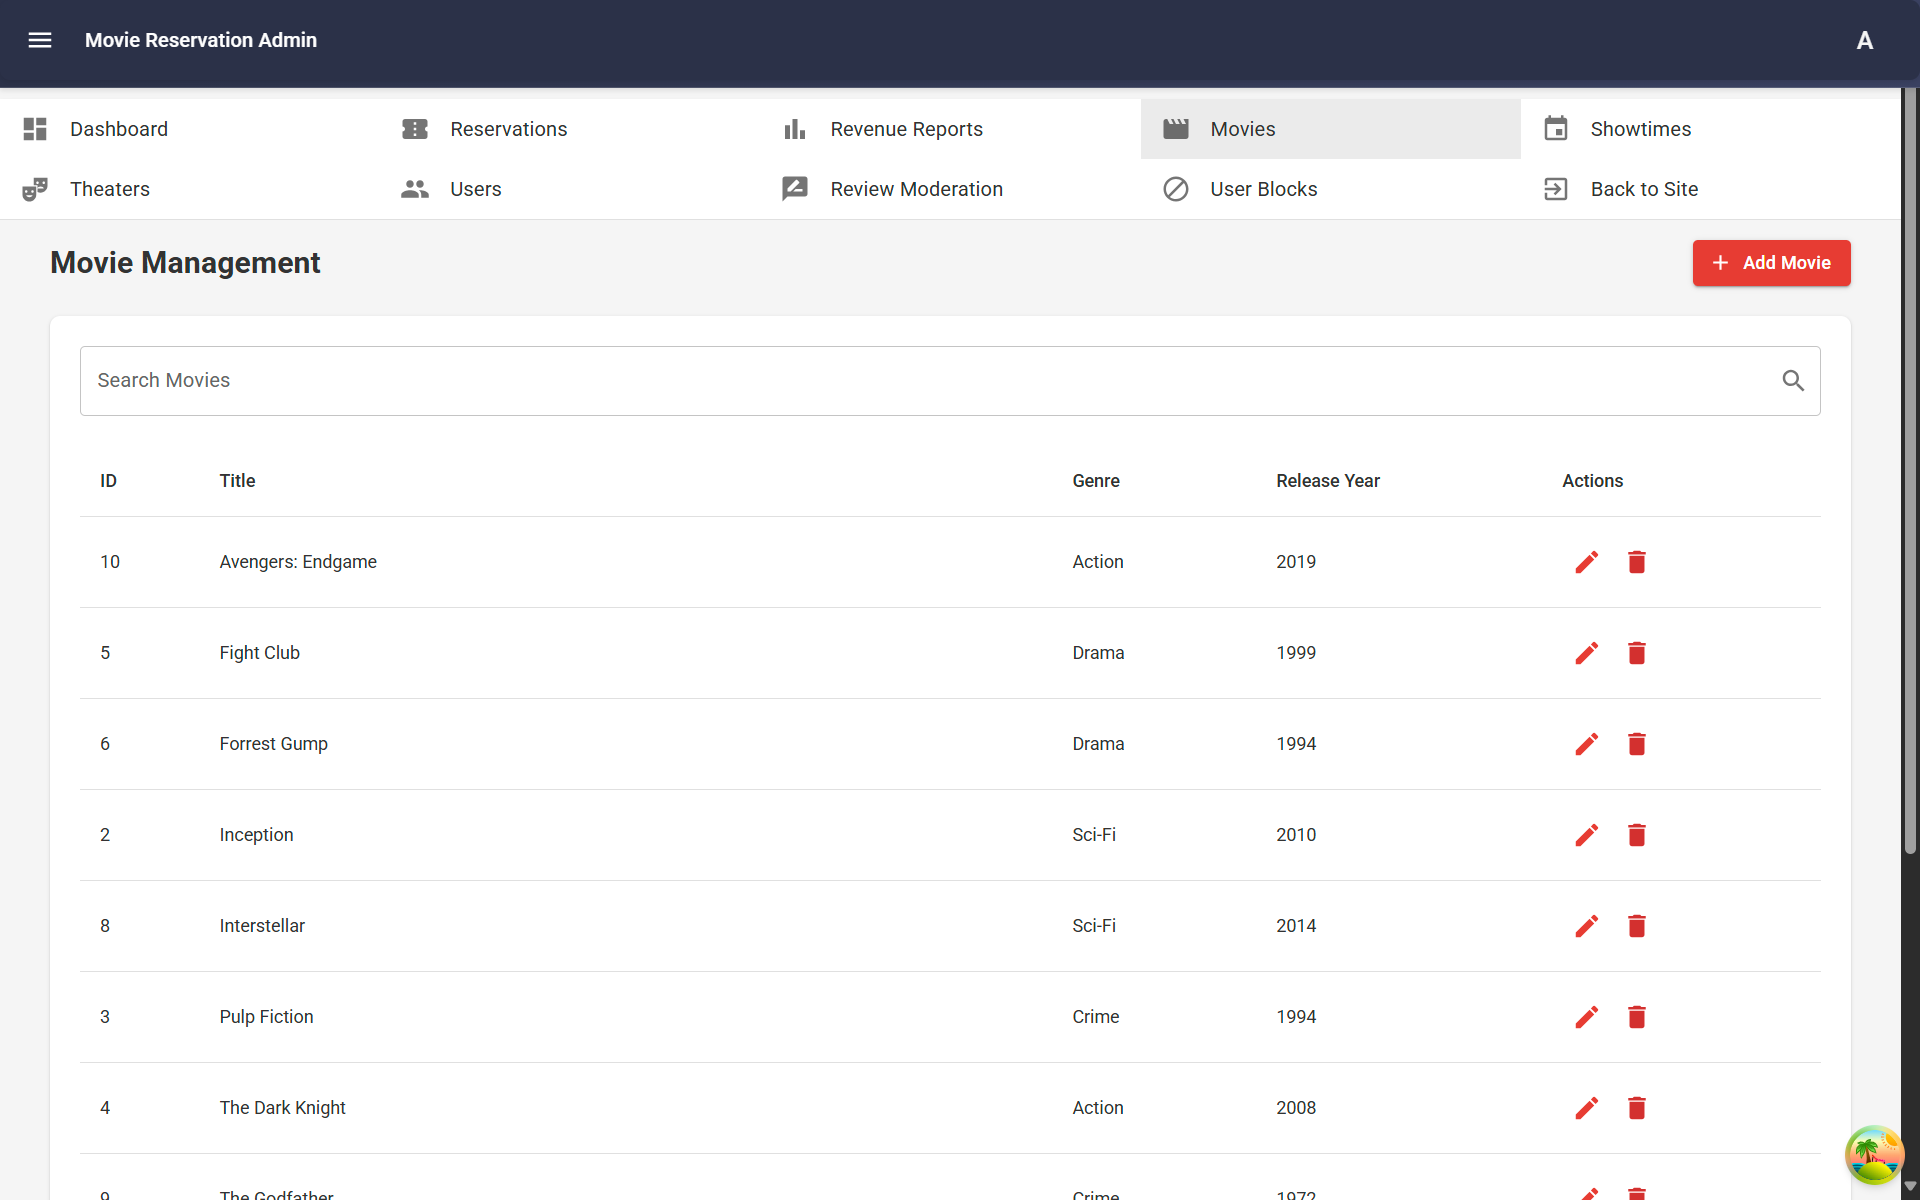 Movie Reservation Admin
A
Dashboard
Reservations
Revenue Reports
Movies
Showtimes
Theaters
Users
Review Moderation
User Blocks
Back to Site
Movie Management
Add Movie
Search Movies
ID Title Genre Release Year Actions
10 Avengers: Endgame Action 2019
5 Fight Club Drama 1999
6 Forrest Gump Drama 1994
2 Inception Sci-Fi 2010
8 Interstellar Sci-Fi 2014
3 Pulp Fiction Crime 1994
4 The Dark Knight Action 2008
9 The Godfather Crime 1972